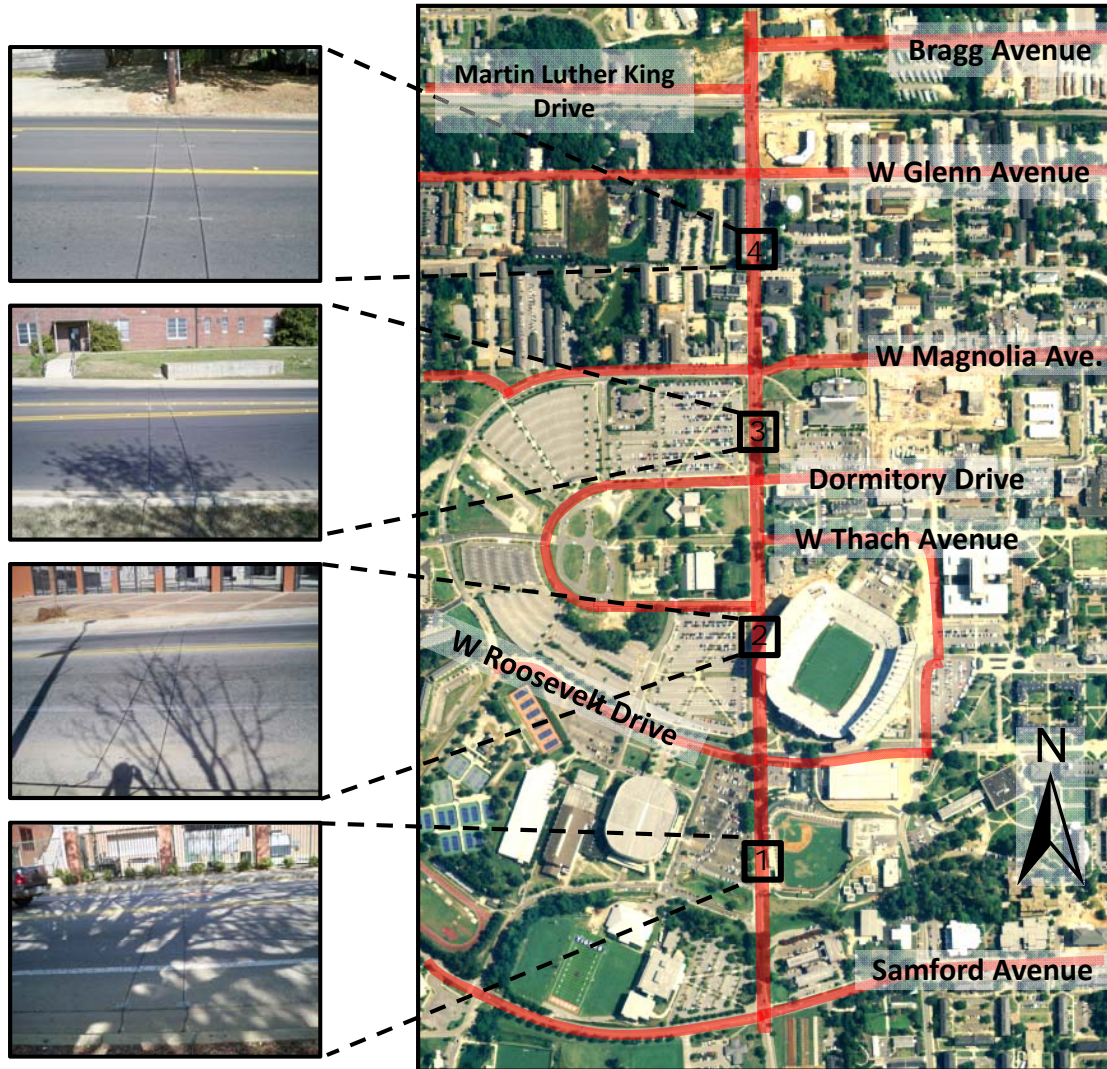 Bragg Avenue
Martin Luther King
Drive
W Glenn Avenue
4
W Magnolia Ave.
3
Dormitory Drive
W Thach Avenue
2
W Roosevelt Drive
N
1
Samford Avenue